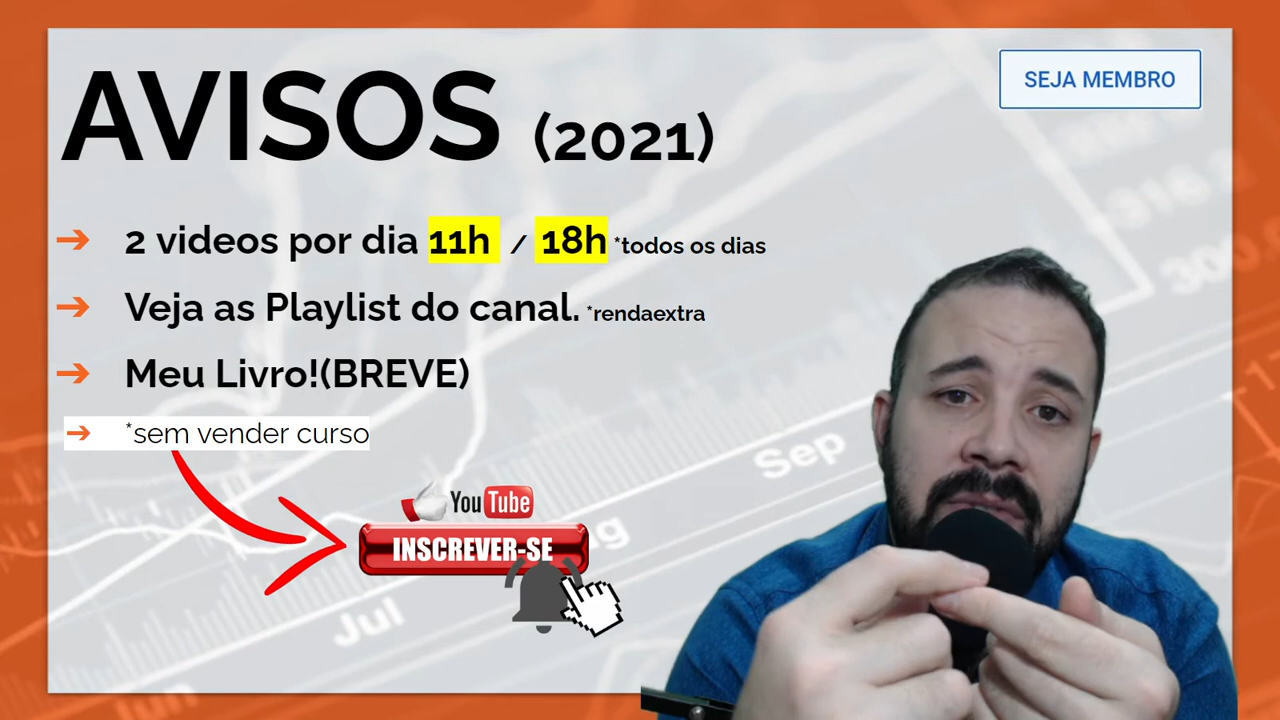 AVISOS (2021)
SEJA MEMBRO
➔ 2 videos por dia 11h / 18h *todos os dias
➔ Veja as Playlist do canal. *rendaextra
➔ Meu Livro!(BREVE)
➔ *sem vender curso
YouTube
INSCREVER-SE
Sep
Jul